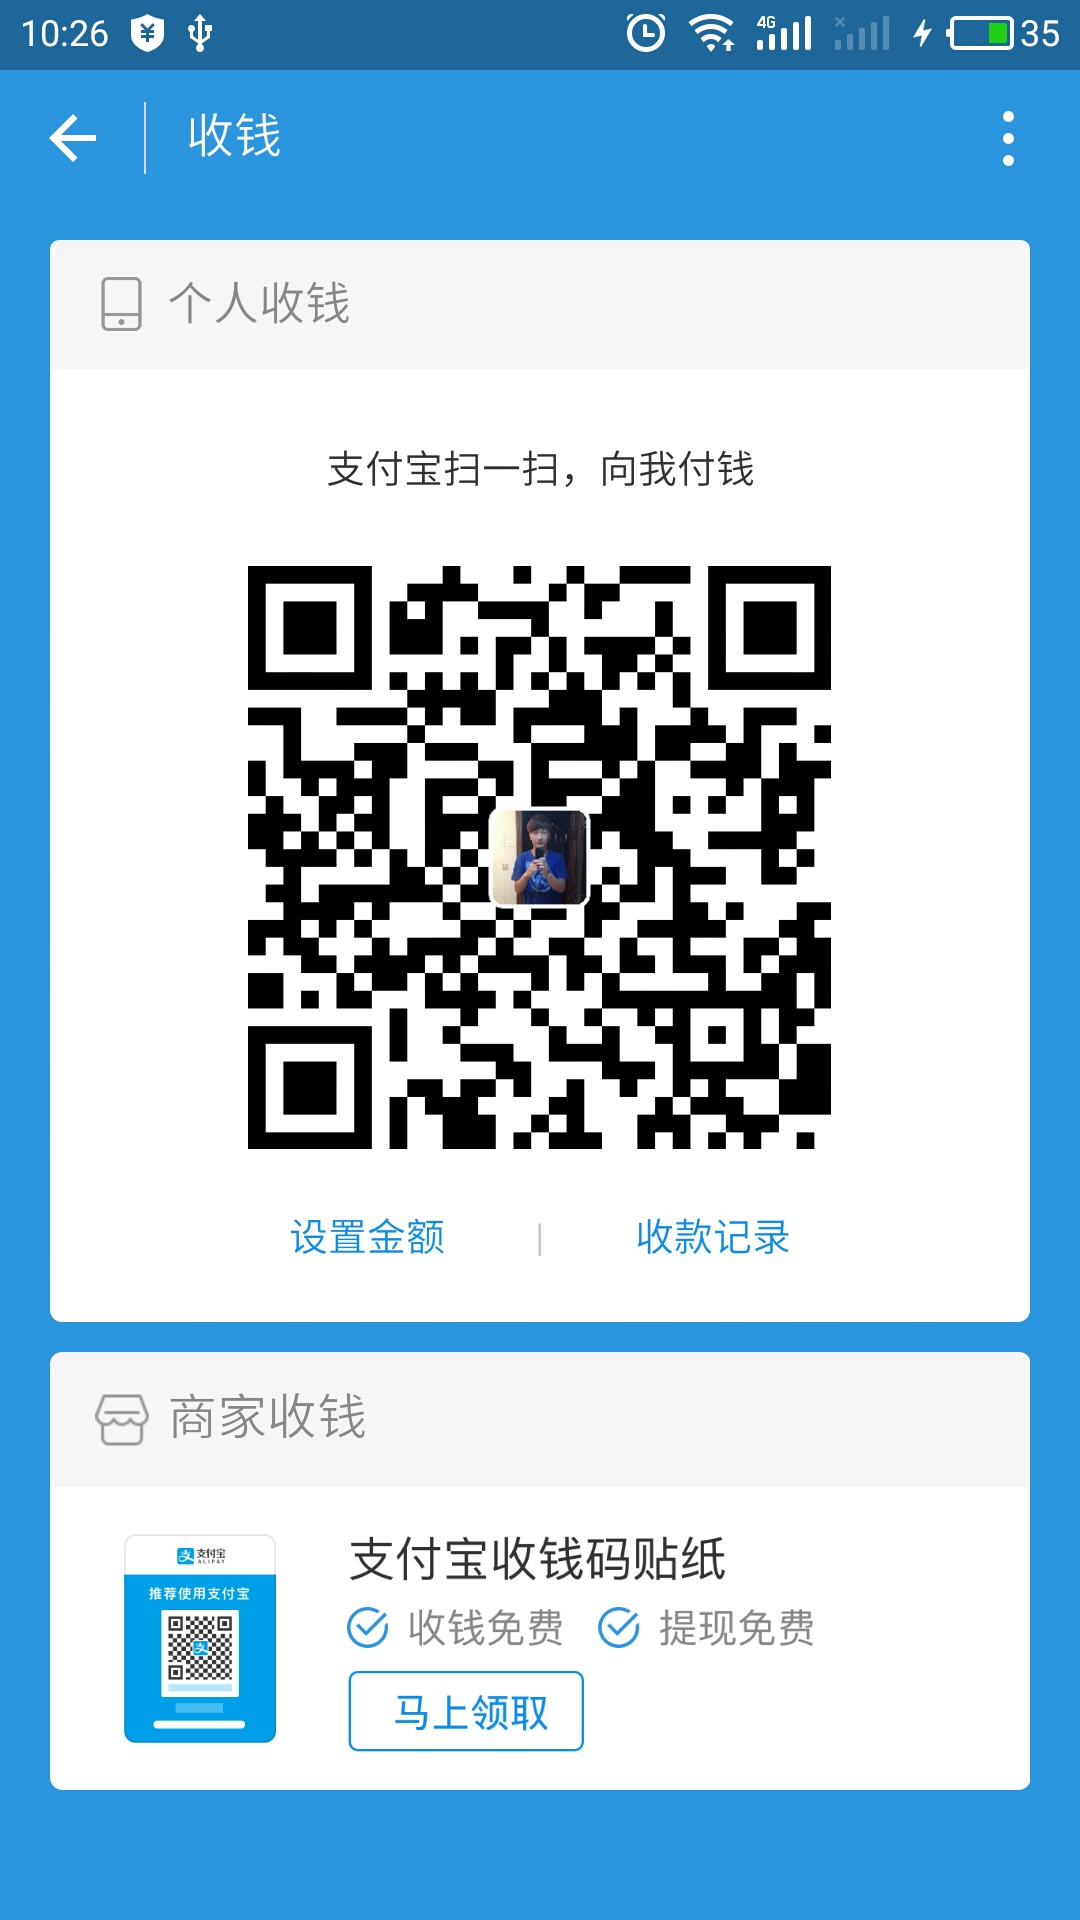 10:26
4G
35
收钱
个人收钱
支付宝扫一扫，向我付钱
设置金额 | 收款记录
商家收钱
支付宝
ALIPAY
推荐使用支付宝
支付宝收钱码贴纸
收钱免费 提现免费
马上领取